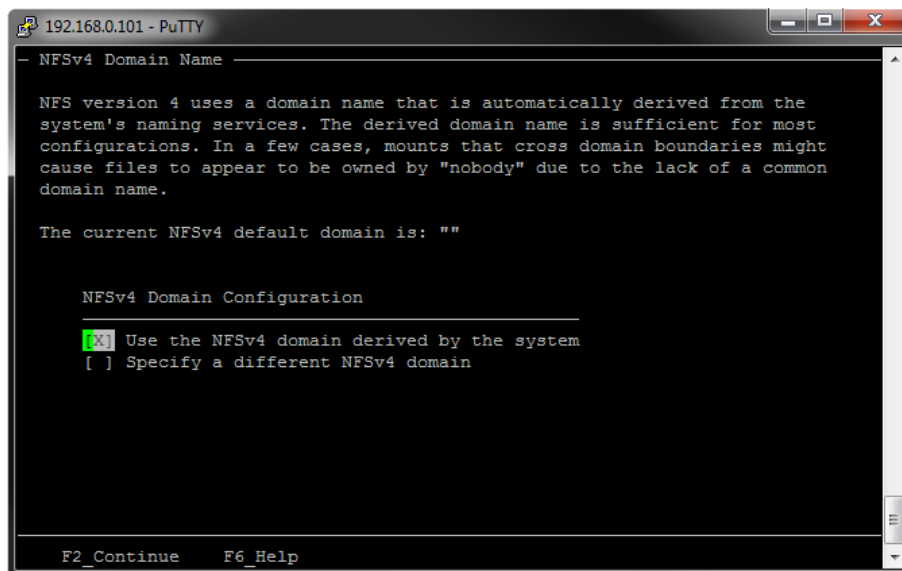 192.168.0.101 - PuTTY
NFSv4 Domain Name
NFS version 4 uses a domain name that is automatically derived from the
system's naming services. The derived domain name is sufficient for most
configurations. In a few cases, mounts that cross domain boundaries might
cause files to appear to be owned by "nobody" due to the lack of a common
domain name.
The current NFSv4 default domain is: ""
NFSv4 Domain Configuration
[X] Use the NFSv4 domain derived by the system
[ ] Specify a different NFSv4 domain
F2_Continue F6_Help